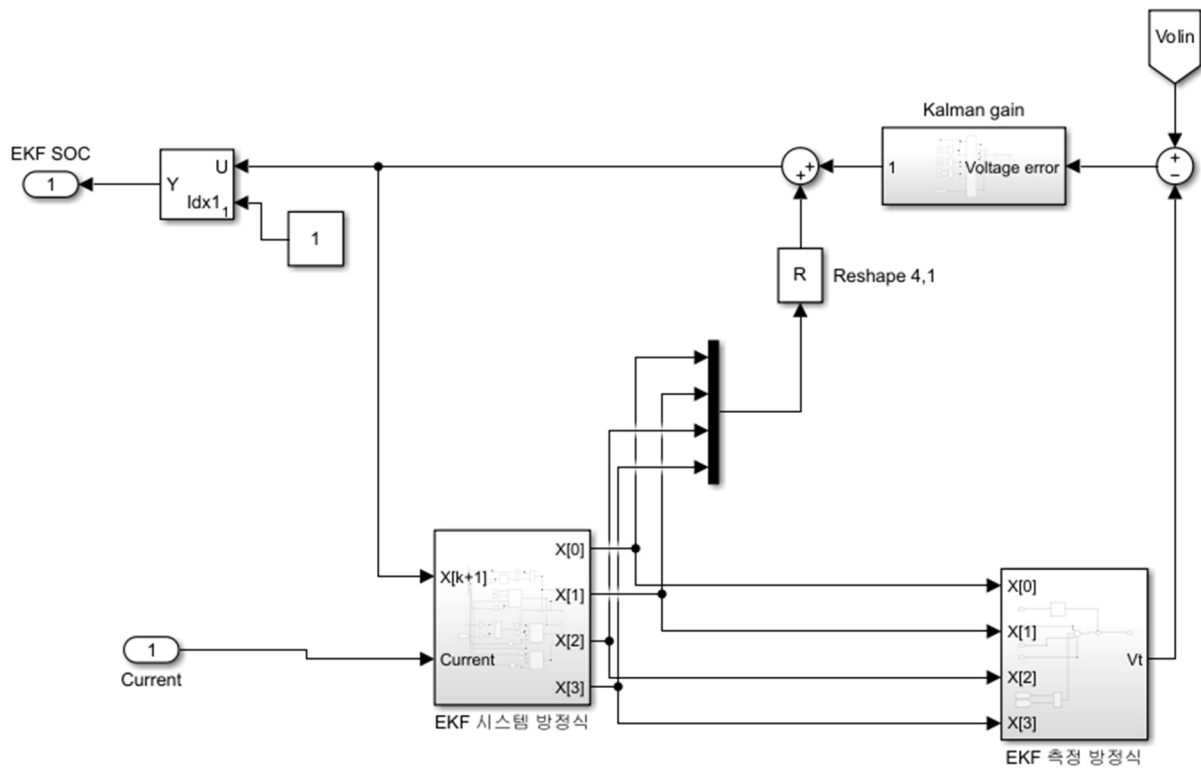 Volin
Kalman gain
1
Voltage error
+
−
+
+
EKF SOC
1
Y
U
Idx1
1
1
R
Reshape 4,1
X[k+1]
Current
X[0]
X[1]
X[2]
X[3]
EKF 시스템 방정식
1
Current
X[0]
X[1]
X[2]
X[3]
Vt
EKF 측정 방정식